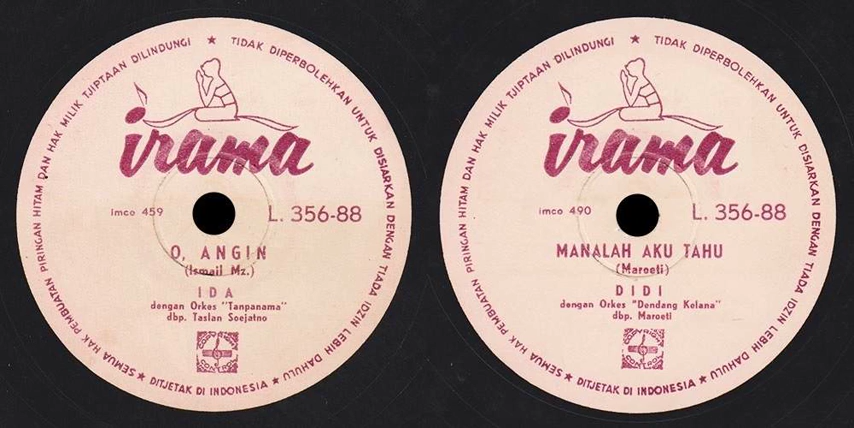 SEMUA HAK PEMBUATAN PIRINGAN HITAM DAN HAK MILIK TJIPTAAN DILINDUNGI ★ TIDAK DIPERBOLEHKAN UNTUK DISIARKAN DENGAN TIADA IDZIN LEBIH DAHULU ★ DITJETAK DI INDONESIA ★
irama
imco 459
L. 356-88
O, ANGIN
(Ismail Mz.)
IDA
dengan Orkes "Tanpanama"
dbp. Taslan Soejatno
SEMUA HAK PEMBUATAN PIRINGAN HITAM DAN HAK MILIK TJIPTAAN DILINDUNGI ★ TIDAK DIPERBOLEHKAN UNTUK DISIARKAN DENGAN TIADA IDZIN LEBIH DAHULU ★ DITJETAK DI INDONESIA ★
irama
imco 490
L. 356-88
MANALAH AKU TAHU
(Maroeti)
DIDI
dengan Orkes "Dendang Kelana"
dbp. Maroeti